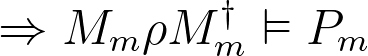 ⇒ M_m ρ M_m^† ⊨ P_m